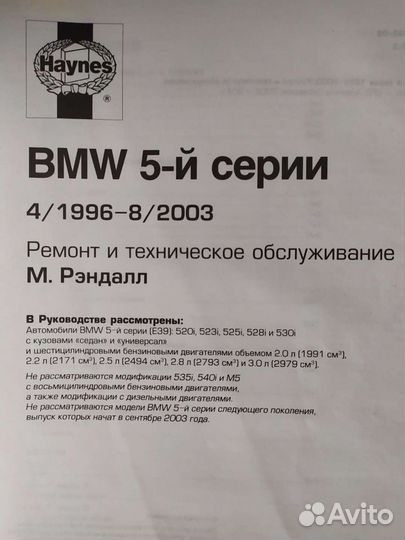 Haynes
BMW 5-й серии
4/1996–8/2003
Ремонт и техническое обслуживание
М. Рэндалл
В Руководстве рассмотрены:
Автомобили BMW 5-й серии (E39): 520i, 523i, 525i, 528i и 530i
с кузовами «седан» и «универсал»
и шестицилиндровыми бензиновыми двигателями объемом 2.0 л (1991 см³),
2.2 л (2171 см³), 2.5 л (2494 см³), 2.8 л (2793 см³) и 3.0 л (2979 см³).
Не рассматриваются модификации 535i, 540i и M5
с восьмицилиндровыми бензиновыми двигателями,
а также модификации с дизельными двигателями.
Не рассматриваются модели BMW 5-й серии следующего поколения,
выпуск которых начат в сентябре 2003 года.
Avito